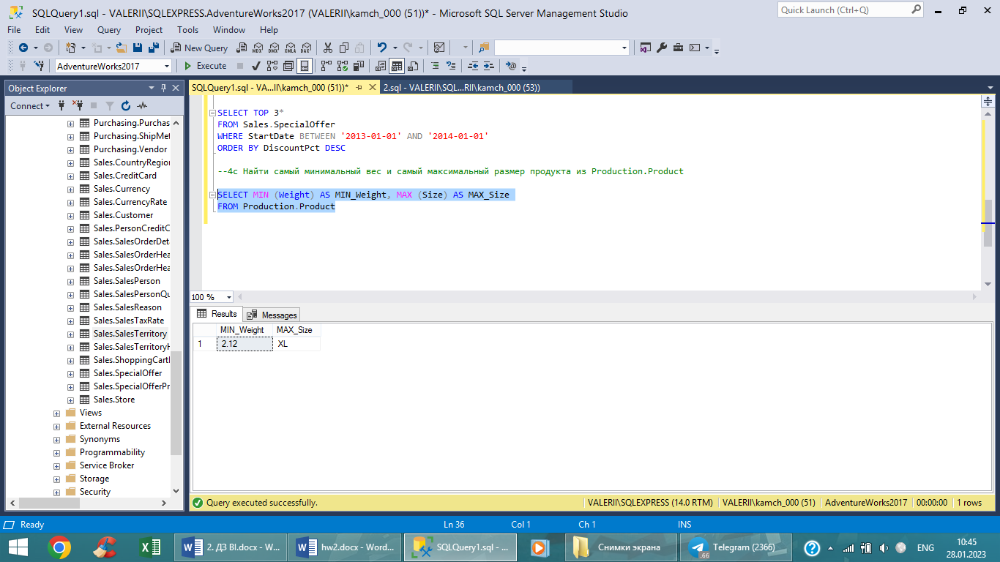 SQLQuery1.sql - VALERII\SQLEXPRESS.AdventureWorks2017 (VALERII\kamch_000 (51))* - Microsoft SQL Server Management Studio
Quick Launch (Ctrl+Q)
File Edit View Query Project Tools Window Help
New Query MDX DMX XMLA DAX
AdventureWorks2017 Execute
Object Explorer
Connect
Purchasing.Purchas
Purchasing.ShipMet
Purchasing.Vendor
Sales.CountryRegion
Sales.CreditCard
Sales.Currency
Sales.CurrencyRate
Sales.Customer
Sales.PersonCreditC
Sales.SalesOrderDet
Sales.SalesOrderHea
Sales.SalesOrderHea
Sales.SalesPerson
Sales.SalesPersonQu
Sales.SalesReason
Sales.SalesTaxRate
Sales.SalesTerritory
Sales.SalesTerritoryH
Sales.ShoppingCartI
Sales.SpecialOffer
Sales.SpecialOfferPr
Sales.Store
Views
External Resources
Synonyms
Programmability
Service Broker
Storage
Security
SQLQuery1.sql - VA...II\kamch_000 (51))* 2.sql - VALERII\SQL...RII\kamch_000 (53))
SELECT TOP 3*
FROM Sales.SpecialOffer
WHERE StartDate BETWEEN '2013-01-01' AND '2014-01-01'
ORDER BY DiscountPct DESC
--4c Найти самый минимальный вес и самый максимальный размер продукта из Production.Product
SELECT MIN (Weight) AS MIN_Weight, MAX (Size) AS MAX_Size
FROM Production.Product
100 %
Results Messages
MIN_Weight MAX_Size
1 2.12 XL
Query executed successfully. VALERII\SQLEXPRESS (14.0 RTM) VALERII\kamch_000 (51) AdventureWorks2017 00:00:00 1 rows
Ready Ln 36 Col 1 Ch 1 INS
2. ДЗ BI.docx - W... hw2.docx - Word... SQLQuery1.sql - ... Снимки экрана Telegram (2366) .66 ENG
10:45
28.01.2023